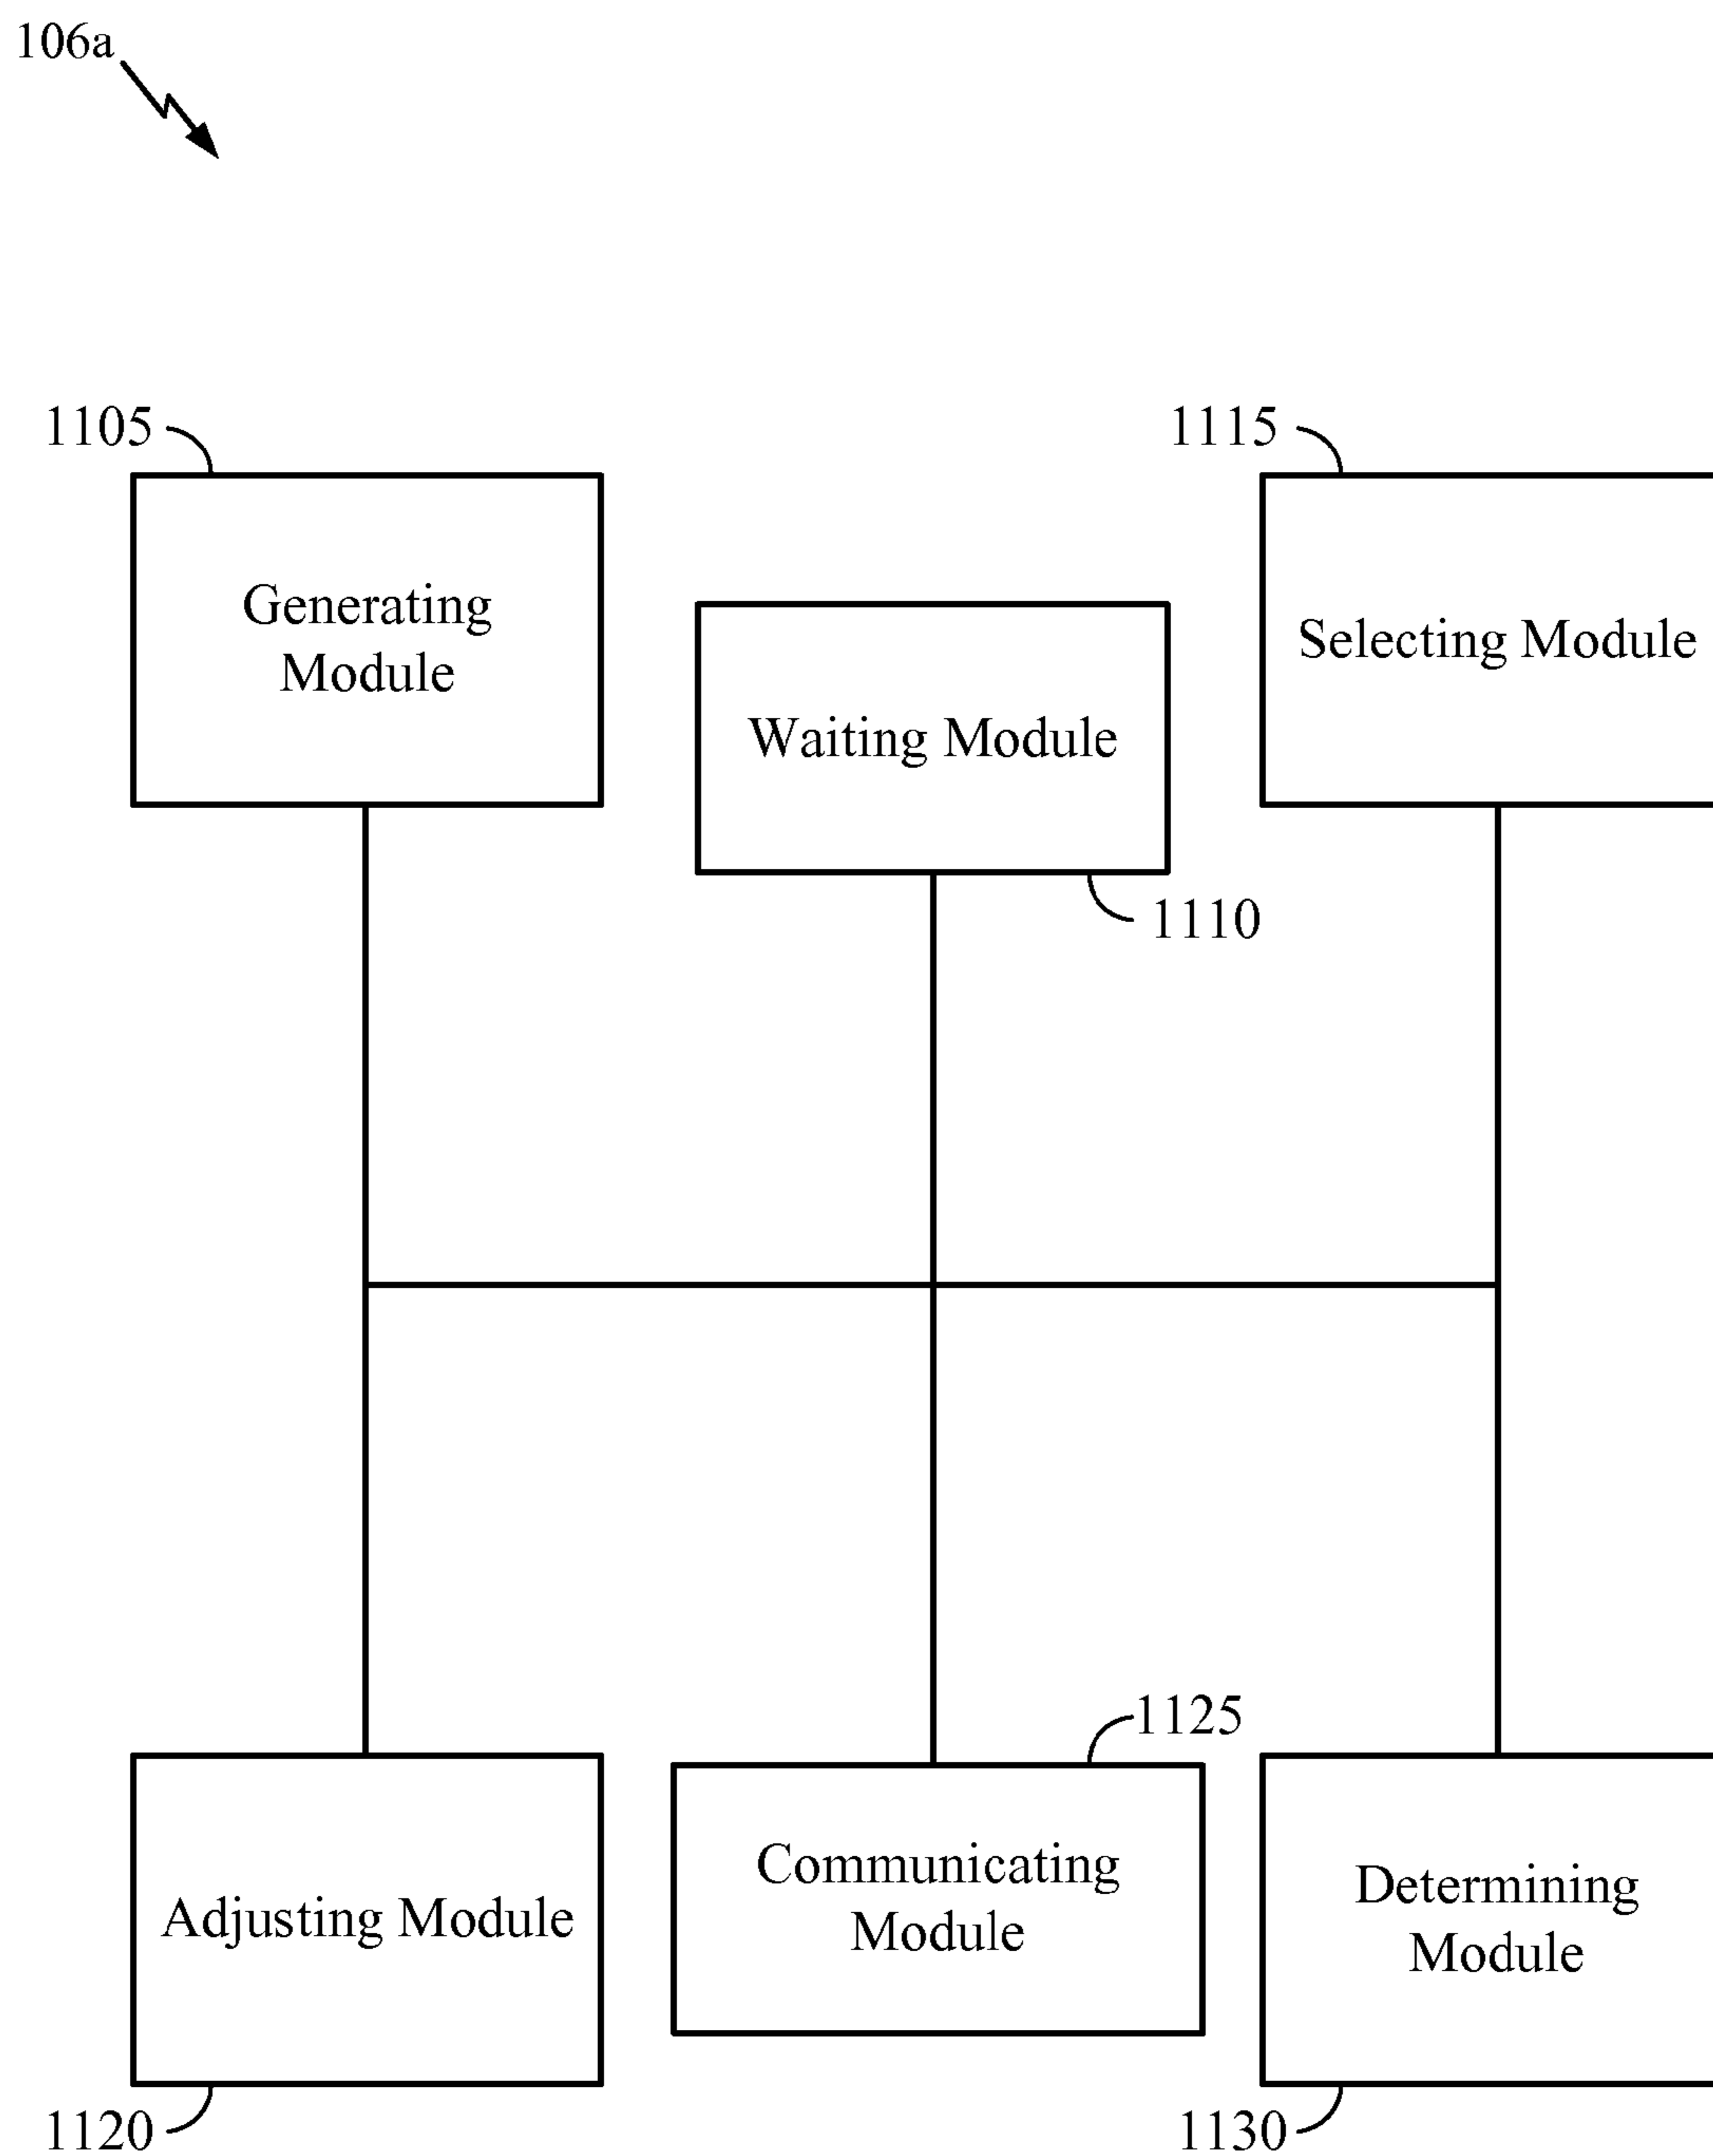 106a
1105
1115
Generating
Module
Selecting Module
Waiting Module
1110
1125
Adjusting Module
Communicating
Module
Determining
Module
1120
1130